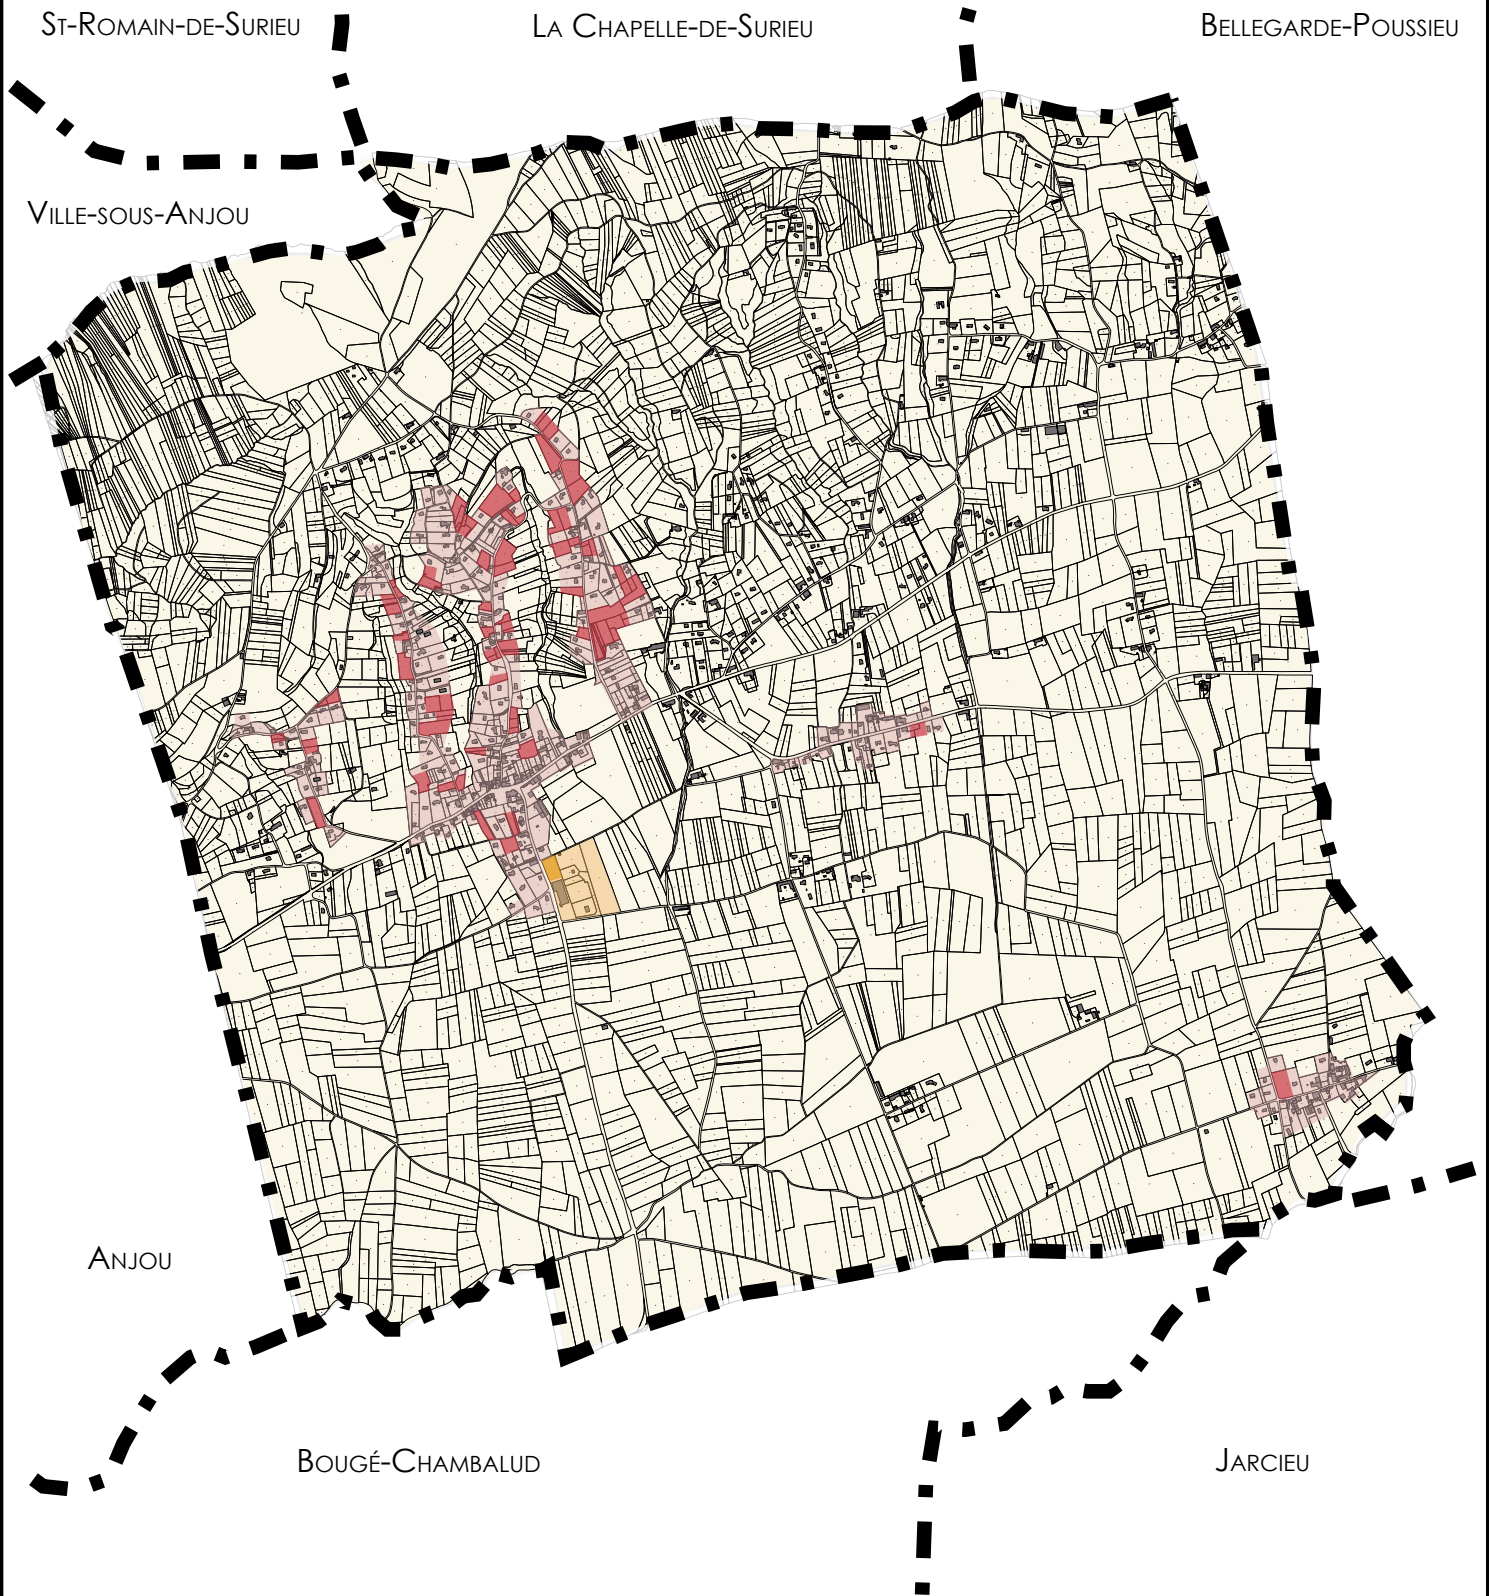 St-Romain-de-Surieu
La Chapelle-de-Surieu
Bellegarde-Poussieu
Ville-sous-Anjou
Anjou
Bougé-Chambalud
Jarcieu